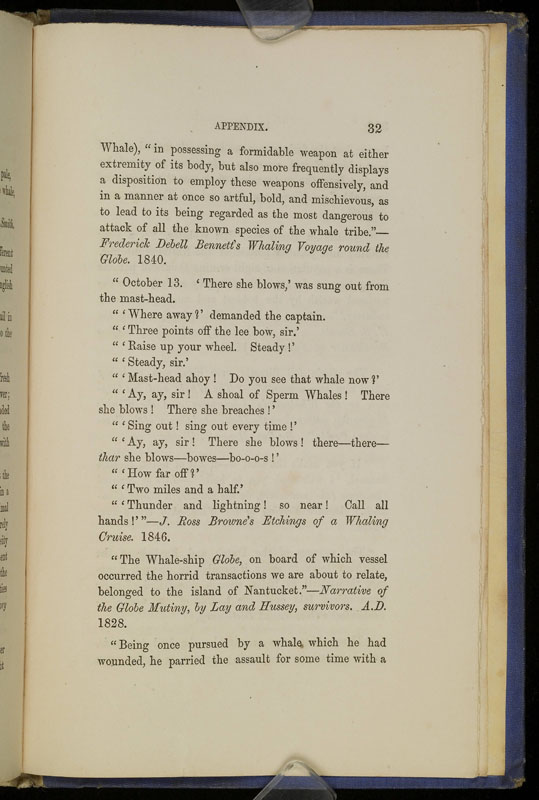 APPENDIX. 32
Whale), “ in possessing a formidable weapon at either
extremity of its body, but also more frequently displays
a disposition to employ these weapons offensively, and
in a manner at once so artful, bold, and mischievous, as
to lead to its being regarded as the most dangerous to
attack of all the known species of the whale tribe.”—
Frederick Debell Bennett's Whaling Voyage round the
Globe. 1840.
“ October 13. ‘ There she blows,’ was sung out from
the mast-head.
“ ‘ Where away ?’ demanded the captain.
“ ‘ Three points off the lee bow, sir.’
“ ‘ Raise up your wheel. Steady !’
“ ‘ Steady, sir.’
“ ‘ Mast-head ahoy ! Do you see that whale now ?’
“ ‘ Ay, ay, sir ! A shoal of Sperm Whales ! There
she blows ! There she breaches !’
“ ‘ Sing out ! sing out every time !’
“ ‘ Ay, ay, sir ! There she blows ! there—there—
thar she blows—bowes—bo-o-o-s !’
“ ‘ How far off ?’
“ ‘ Two miles and a half.’
“ ‘ Thunder and lightning ! so near ! Call all
hands !’ ”—J. Ross Browne's Etchings of a Whaling
Cruise. 1846.
“ The Whale-ship Globe, on board of which vessel
occurred the horrid transactions we are about to relate,
belonged to the island of Nantucket.”—Narrative of
the Globe Mutiny, by Lay and Hussey, survivors. A.D.
1828.
“ Being once pursued by a whale which he had
wounded, he parried the assault for some time with a